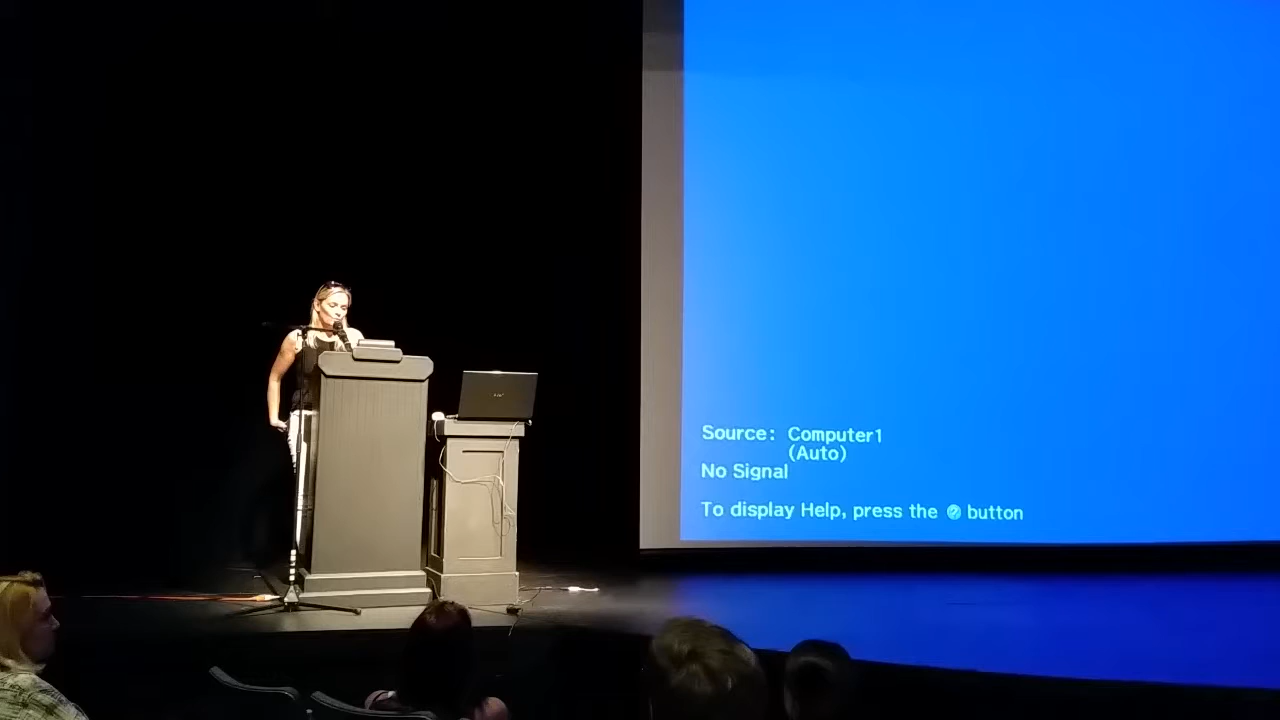 Source: Computer1
(Auto)
No Signal
To display Help, press the ? button